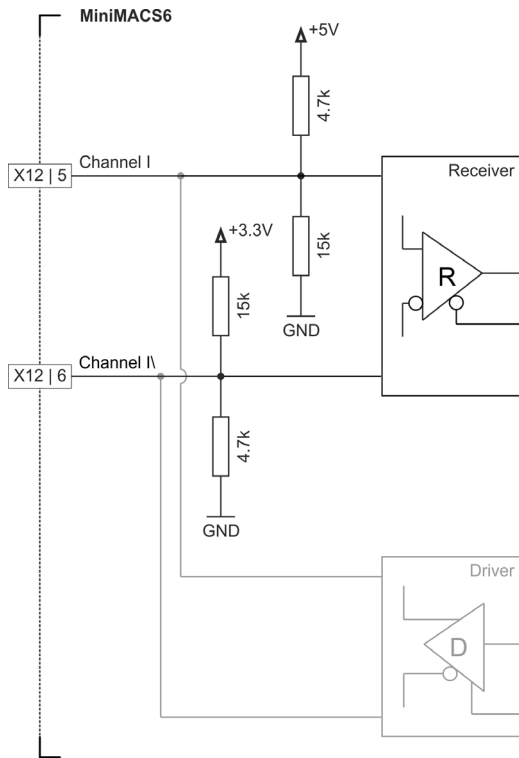 MiniMACS6
+5V
4.7k
Channel I
X12 | 5
Receiver
+3.3V
15k
15k
R
GND
Channel I\
X12 | 6
4.7k
GND
Driver
D